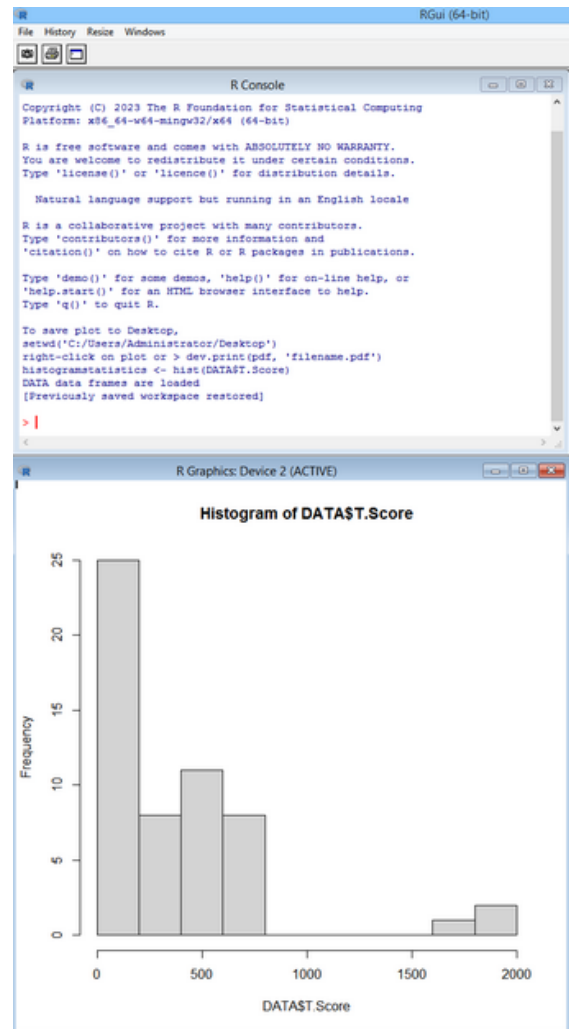 RGui (64-bit)
File History Resize Windows
R Console
Copyright (C) 2023 The R Foundation for Statistical Computing
Platform: x86_64-w64-mingw32/x64 (64-bit)
R is free software and comes with ABSOLUTELY NO WARRANTY.
You are welcome to redistribute it under certain conditions.
Type 'license()' or 'licence()' for distribution details.
Natural language support but running in an English locale
R is a collaborative project with many contributors.
Type 'contributors()' for more information and
'citation()' on how to cite R or R packages in publications.
Type 'demo()' for some demos, 'help()' for on-line help, or
'help.start()' for an HTML browser interface to help.
Type 'q()' to quit R.
To save plot to Desktop,
setwd('C:/Users/Administrator/Desktop')
right-click on plot or > dev.print(pdf, 'filename.pdf')
histogramstatistics <- hist(DATA$T.Score)
DATA data frames are loaded
[Previously saved workspace restored]
>
R Graphics: Device 2 (ACTIVE)
Histogram of DATA$T.Score
25
20
15
10
5
0
Frequency
0 500 1000 1500 2000
DATA$T.Score